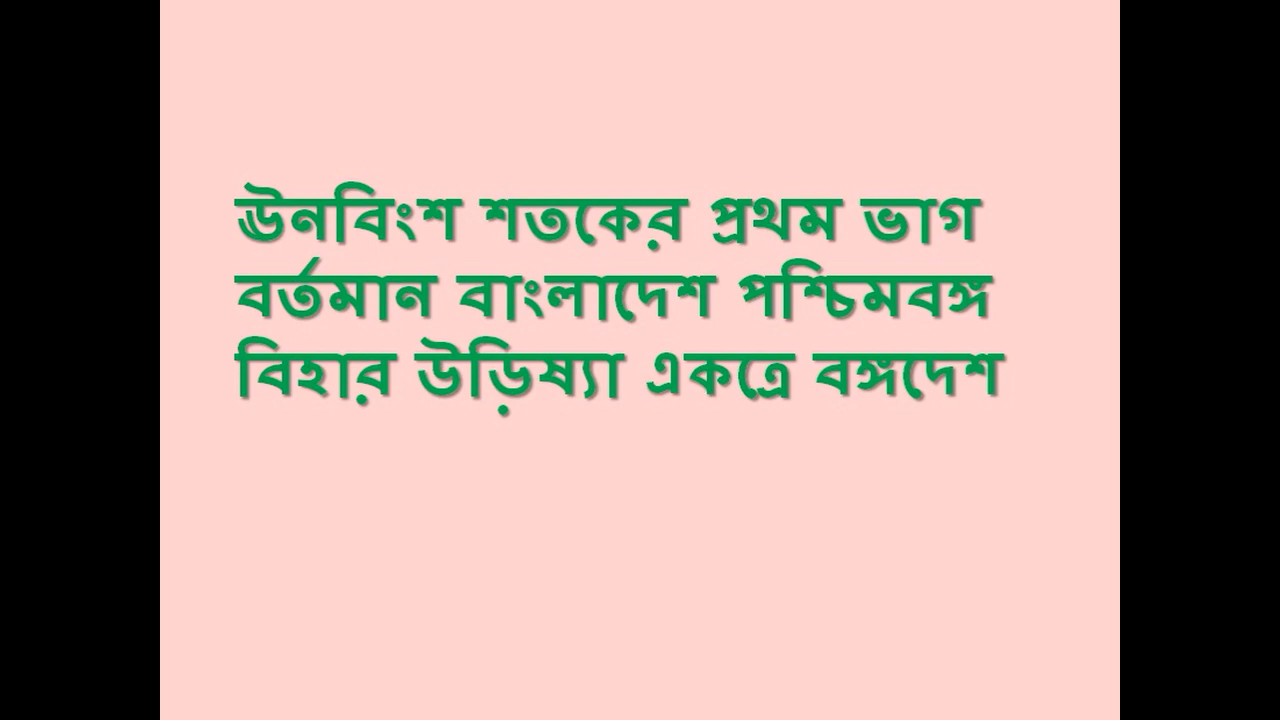 ঊনবিংশ শতকের প্রথম ভাগ
বর্তমান বাংলাদেশ পশ্চিমবঙ্গ
বিহার উড়িষ্যা একত্রে বঙ্গদেশ